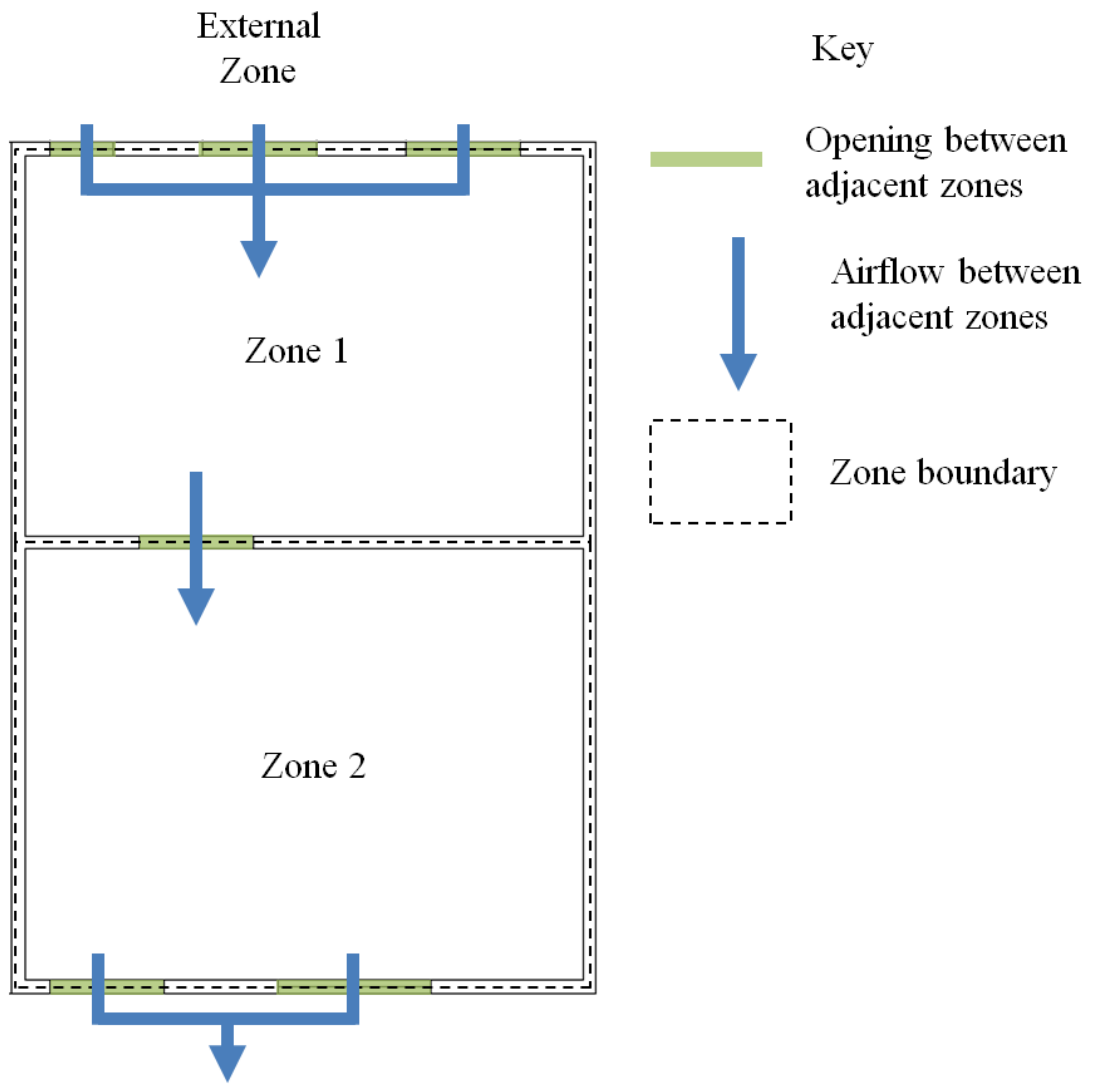 External
Zone
Key
Opening between
adjacent zones
Airflow between
adjacent zones
Zone 1
Zone boundary
Zone 2